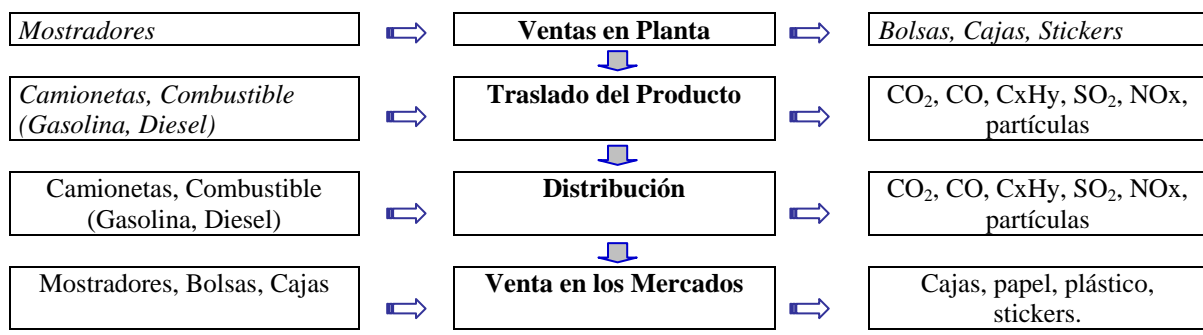 Mostradores
Ventas en Planta
Bolsas, Cajas, Stickers
Camionetas, Combustible
(Gasolina, Diesel)
Traslado del Producto
CO₂, CO, CxHy, SO₂, NOx,
partículas
Camionetas, Combustible
(Gasolina, Diesel)
Distribución
CO₂, CO, CxHy, SO₂, NOx,
partículas
Mostradores, Bolsas, Cajas
Venta en los Mercados
Cajas, papel, plástico,
stickers.